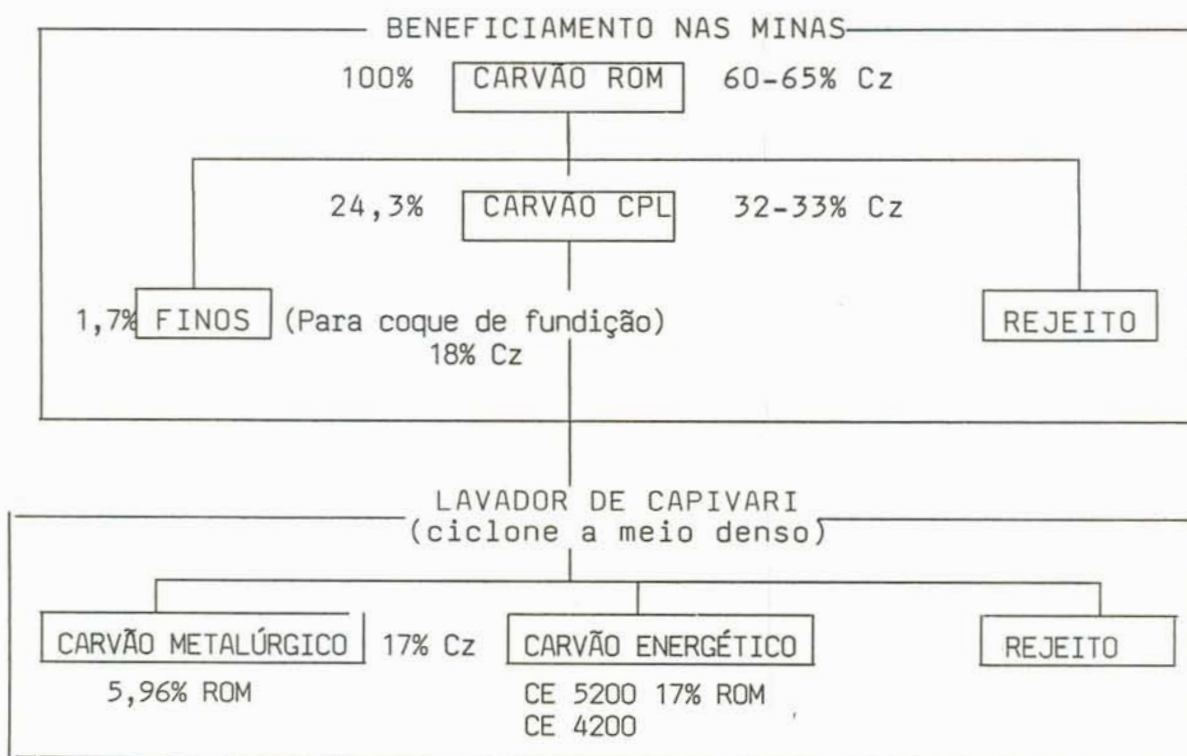 BENEFICIAMENTO NAS MINAS
100% CARVÃO ROM 60-65% Cz
24,3% CARVÃO CPL 32-33% Cz
1,7% FINOS (Para coque de fundição) REJEITO
18% Cz
LAVADOR DE CAPIVARI
(ciclone a meio denso)
CARVÃO METALÚRGICO 17% Cz CARVÃO ENERGÉTICO REJEITO
5,96% ROM CE 5200 17% ROM
CE 4200